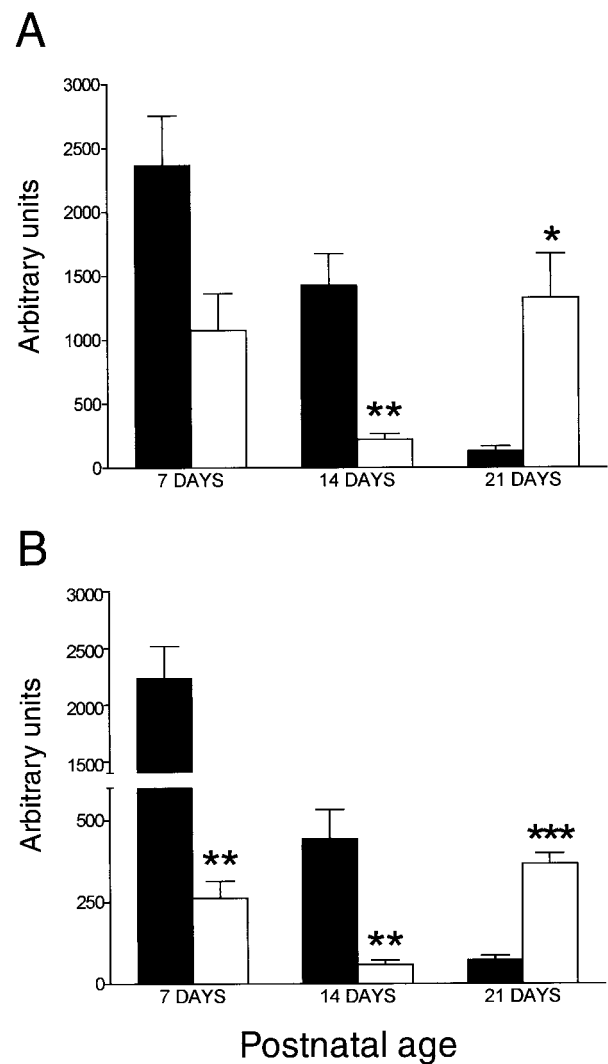 A
3000
2500
2000
1500
1000
500
0
Arbitrary units
*
**
7 DAYS 14 DAYS 21 DAYS
B
3000
2500
2000
1500
500
250
0
Arbitrary units
**
**
***
7 DAYS 14 DAYS 21 DAYS
Postnatal age